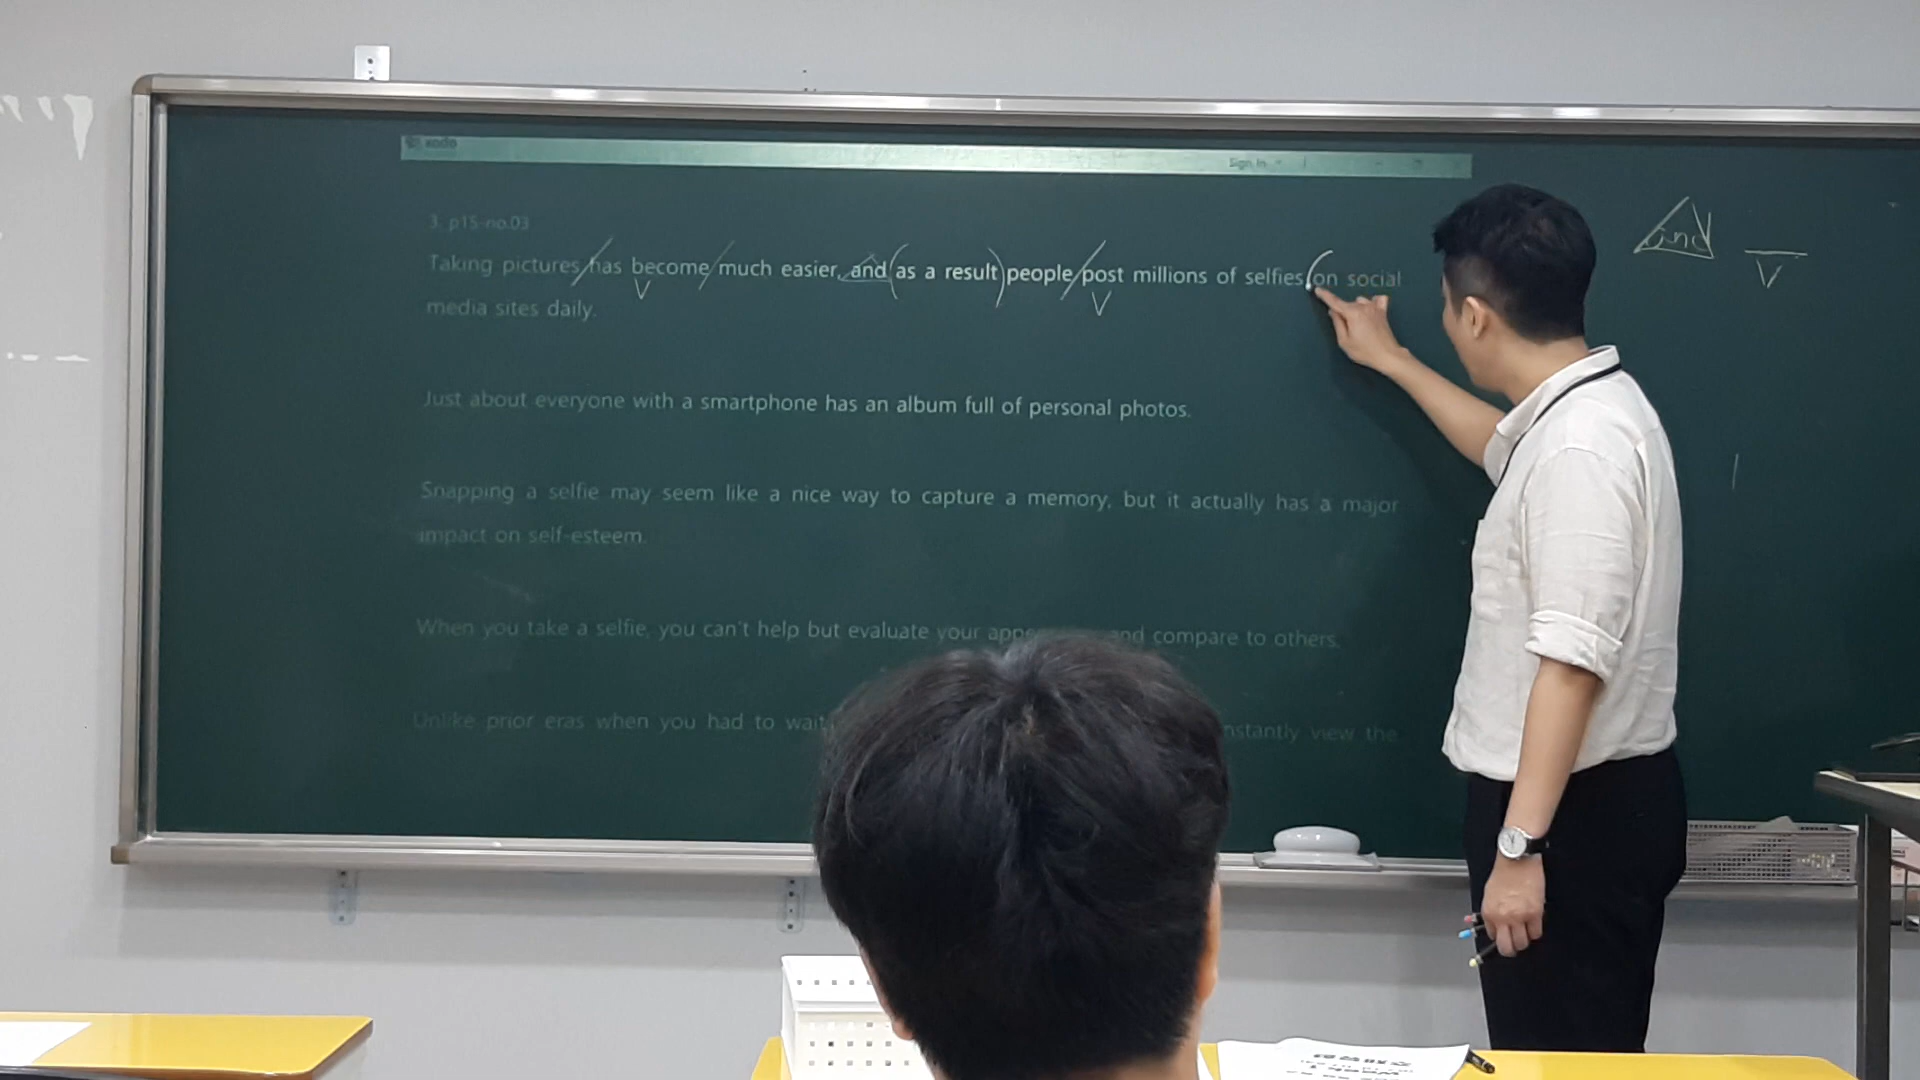 xodo
Sign In
3. p15-no.03
Taking pictures has become much easier, and as a result people post millions of selfies on social
media sites daily.
V
V
and
V
Just about everyone with a smartphone has an album full of personal photos.
Snapping a selfie may seem like a nice way to capture a memory, but it actually has a major
impact on self-esteem.
When you take a selfie, you can't help but evaluate your and compare to others.
Unlike prior eras when you had to wait view the